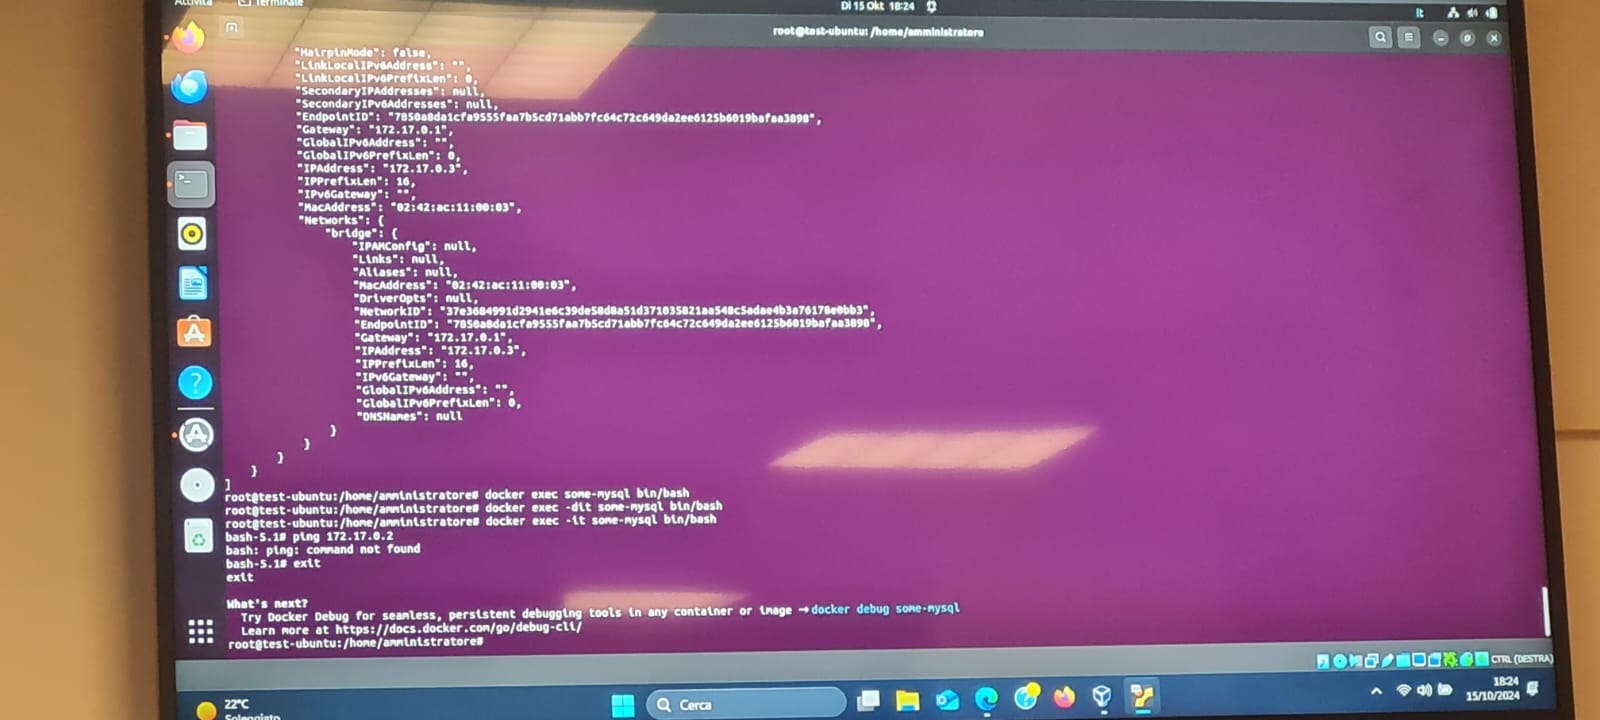 Attività Terminale
Di 15 Okt 18:24
it
root@test-ubuntu: /home/amministratore
"HairpinMode": false,
"LinkLocalIPv6Address": "",
"LinkLocalIPv6PrefixLen": 0,
"SecondaryIPAddresses": null,
"SecondaryIPv6Addresses": null,
"EndpointID": "7850a8da1cfa9555faa7b5cd71abb7fc64c72c649da2ee6125b6019bafaa3898",
"Gateway": "172.17.0.1",
"GlobalIPv6Address": "",
"GlobalIPv6PrefixLen": 0,
"IPAddress": "172.17.0.3",
"IPPrefixLen": 16,
"IPv6Gateway": "",
"MacAddress": "02:42:ac:11:00:03",
"Networks": {
"bridge": {
"IPAMConfig": null,
"Links": null,
"Aliases": null,
"MacAddress": "02:42:ac:11:00:03",
"DriverOpts": null,
"NetworkID": "37e3684991d2941e6c39de58d8a51d371035821aa548c5adae4b3a76178e0bb3",
"EndpointID": "7850a8da1cfa9555faa7b5cd71abb7fc64c72c649da2ee6125b6019bafaa3898",
"Gateway": "172.17.0.1",
"IPAddress": "172.17.0.3",
"IPPrefixLen": 16,
"IPv6Gateway": "",
"GlobalIPv6Address": "",
"GlobalIPv6PrefixLen": 0,
"DNSNames": null
}
}
}
}
]
root@test-ubuntu:/home/amministratore# docker exec some-mysql bin/bash
root@test-ubuntu:/home/amministratore# docker exec -dit some-mysql bin/bash
root@test-ubuntu:/home/amministratore# docker exec -it some-mysql bin/bash
bash-5.1# ping 172.17.0.2
bash: ping: command not found
bash-5.1# exit
exit
What's next?
Try Docker Debug for seamless, persistent debugging tools in any container or image → docker debug some-mysql
Learn more at https://docs.docker.com/go/debug-cli/
root@test-ubuntu:/home/amministratore#
CTRL (DESTRA)
22°C
Soleggiato
Cerca
18:24
15/10/2024